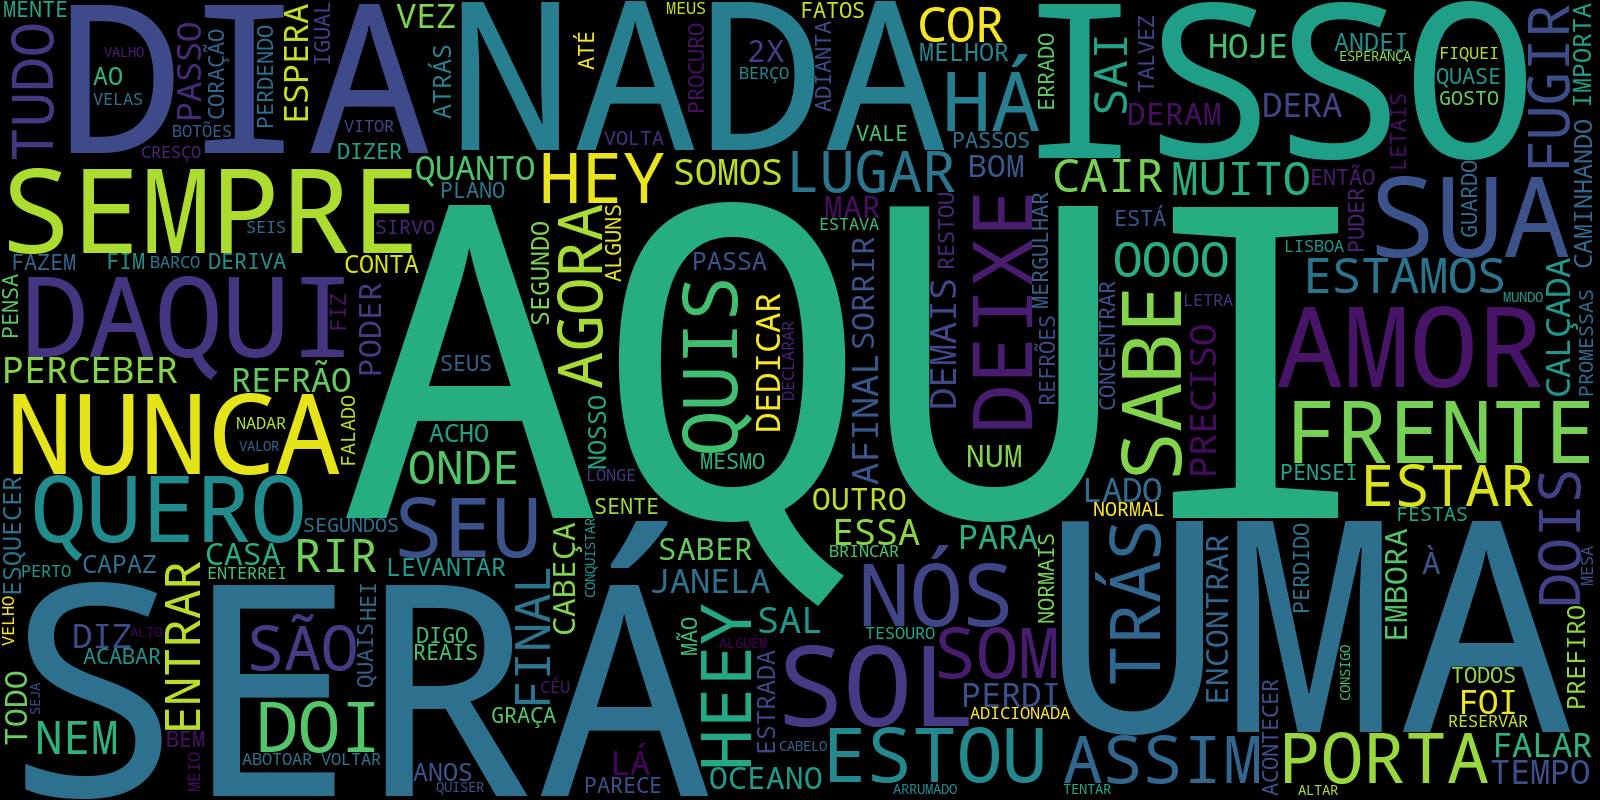 MENTE
TUDO
VALHO
AO
VELAS
DIA
PASSO
CORAÇÃO
PERDENDO
ESPERA
IGUAL
BOTÕES
CRESÇO
VITOR
DIZER
VEZ
ATRÁS
NADA
ATÉ
MEUS
PROCURO
2X
BERÇO
FATOS
ADIANTA
VOLTA
VALE
COR
MELHOR
HÁ
PASSOS
ERRADO
ISSO
SAI
TALVEZ
DERAM
HOJE
DERA
ANDEI
ESPERANÇA
FIQUEI
QUASE
GOSTO
LETAIS
FUGIR
IMPORTA
SEMPRE
SEIS
SIRVO
QUANTO
PLANO
HEY
SOMOS
LUGAR
BOM
MAR
ESTAVA
CAIR
MUITO
ENTÃO
PUDER
GUARDO
SUA
CAMINHANDO
FAZEM
FIM
BARCO
DERIVA
CONTA
PENSA
DAQUI
FIZ
PODER
AQUI
SEGUNDO
AGORA
ALGUNS
PASSA
QUIS
DEDICAR
DECLARAR
AFINAL
SORRIR
RESTOU
DEMAIS
DEIXE
MERGULHAR
REFRÕES
ESTÁ
OOOO
CONCENTRAR
SABE
LETRA
LISBOA
ESTAMOS
MUNDO
CALÇADA
PROMESSAS
PRECISO
AMOR
PERCEBER
REFRÃO
SEUS
NUNCA
NADAR
VALOR
FALADO
ACHO
ONDE
NOSSO
LONGE
MESMO
NUM
FRENTE
PENSEI
ESTAR
FESTAS
LADO
NORMAL
ESQUECER
QUERO
SEGUNDOS
SEU
SENTE
OUTRO
ESSA
BRINCAR
PARA
DOIS
MESA
PERTO
CAPAZ
CASA
ENTERREI
RIR
LEVANTAR
CABEÇA
CONQUISTAR
SABER
JANELA
NÓS
NORMAIS
UMA
TRÁS
ENCONTRAR
PERDIDO
EMBORA
À
VELHO
SERÁ
DIZ
ALTO
ACABAR
ENTRAR
SÃO
HEI
QUAIS
DIGO
REAIS
FINAL
CÉU
GRAÇA
MÃO
HEEY
ALGUÉM
SAL
TESOURO
SOL
SOM
PERDI
ADICIONADA
CONSIGO
TODOS
FOI
RESERVAR
PREFIRO
TODO
SEJA
NEM
BEM
MEIO
DOI
ABOTOAR
VOLTAR
ANOS
QUISER
LÁ
PARECE
ESTRADA
CABELO
OCEANO
ESTOU
ARRUMADO
ASSIM
TENTAR
ACONTECER
PORTA
ALTAR
FALAR
TEMPO